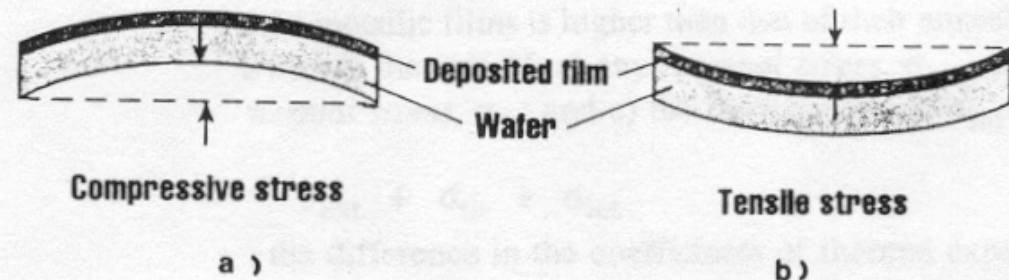 Deposited film
Wafer
Compressive stress
Tensile stress
a )
b)